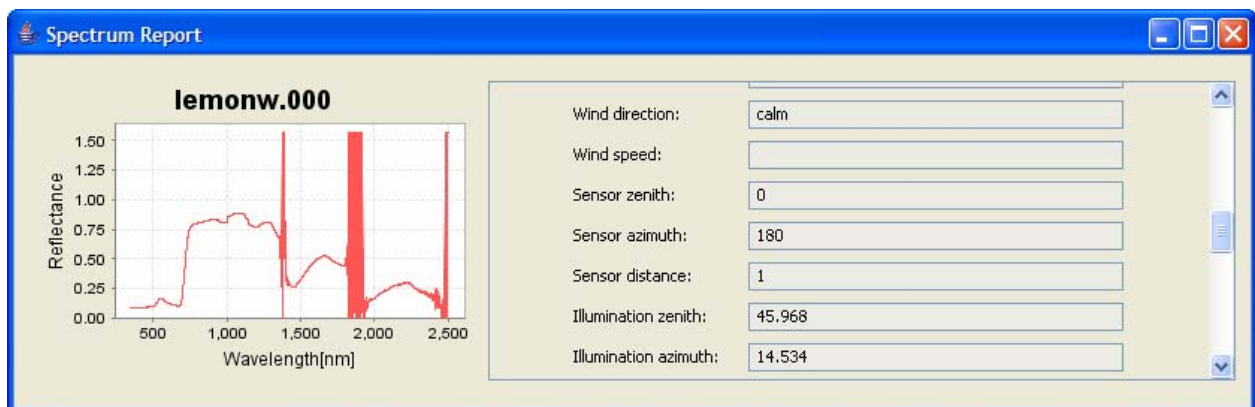 Spectrum Report
lemonw.000
Reflectance
1.50
1.25
1.00
0.75
0.50
0.25
0.00
500 1,000 1,500 2,000 2,500
Wavelength[nm]
Wind direction: calm
Wind speed:
Sensor zenith: 0
Sensor azimuth: 180
Sensor distance: 1
Illumination zenith: 45.968
Illumination azimuth: 14.534